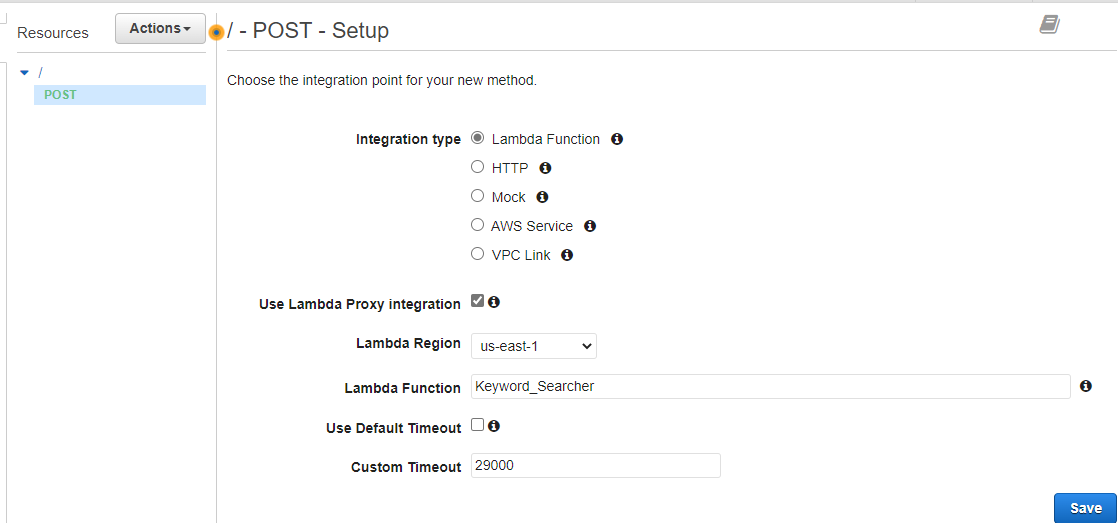 Resources
Actions
/ - POST - Setup
/
POST
Choose the integration point for your new method.
Integration type
Lambda Function
HTTP
Mock
AWS Service
VPC Link
Use Lambda Proxy integration
Lambda Region
us-east-1
Lambda Function
Keyword_Searcher
Use Default Timeout
Custom Timeout
29000
Save